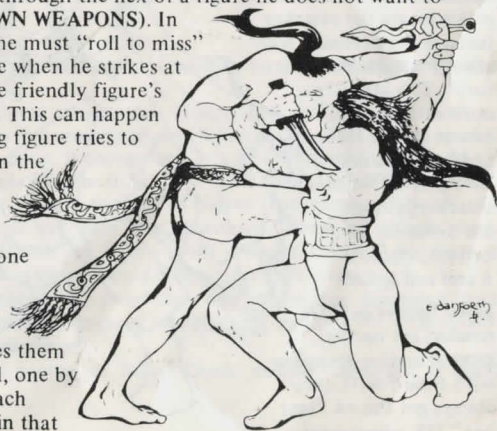 through the hex of a figure he does not want to
OWN WEAPONS). In
he must "roll to miss"
e when he strikes at
e friendly figure's
This can happen
g figure tries to
n the
one
es them
l, one by
ach
in that
e danforth